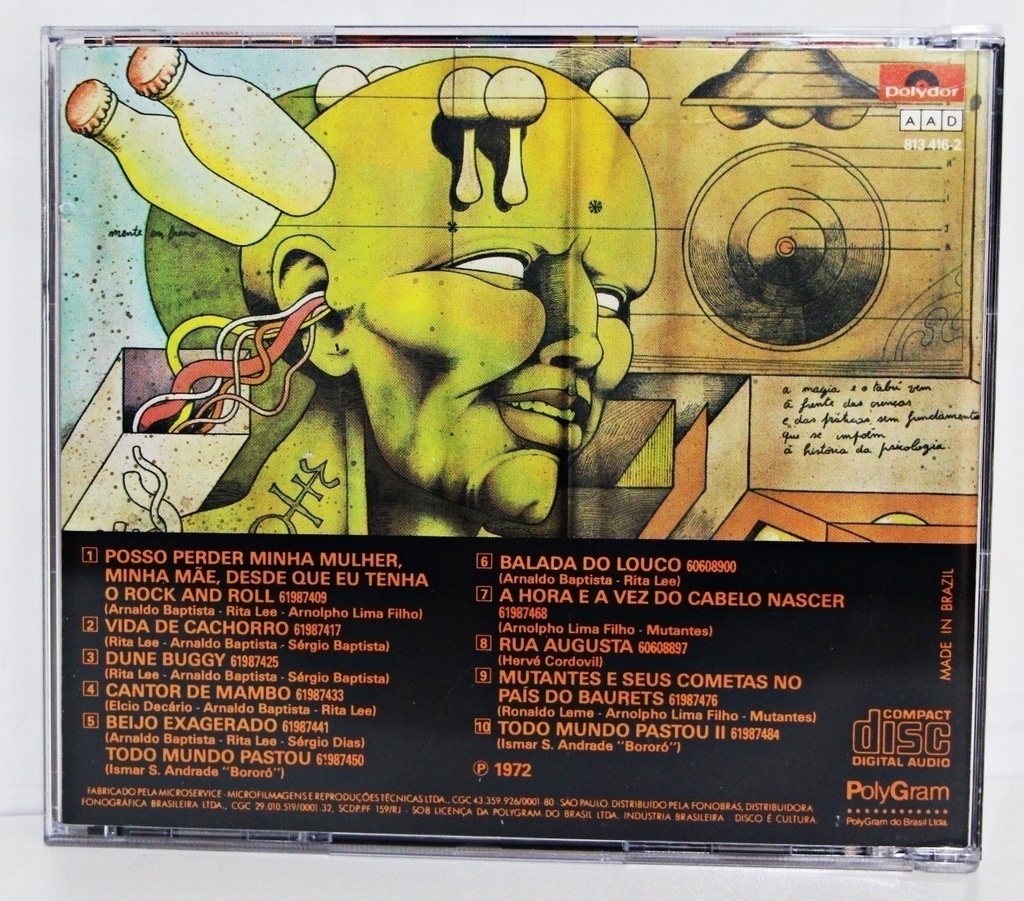 polydor
A A D
813 416-2
mente em
a magia e o tabú vem
à frente das crenças
e das práticas sem fundamento
que se impõem
à história da psicologia
1 POSSO PERDER MINHA MULHER,
MINHA MÃE, DESDE QUE EU TENHA
O ROCK AND ROLL 61987409
(Arnaldo Baptista - Rita Lee - Arnolpho Lima Filho)
2 VIDA DE CACHORRO 61987417
(Rita Lee - Arnaldo Baptista - Sérgio Baptista)
3 DUNE BUGGY 61987425
(Rita Lee - Arnaldo Baptista - Sérgio Baptista)
4 CANTOR DE MAMBO 61987433
(Elcio Decário - Arnaldo Baptista - Rita Lee)
5 BEIJO EXAGERADO 61987441
(Arnaldo Baptista - Rita Lee - Sérgio Dias)
TODO MUNDO PASTOU 61987450
(Ismar S. Andrade "Bororó")
6 BALADA DO LOUCO 60608900
(Arnaldo Baptista - Rita Lee)
7 A HORA E A VEZ DO CABELO NASCER
61987468
(Arnolpho Lima Filho - Mutantes)
8 RUA AUGUSTA 60608897
(Hervé Cordovil)
9 MUTANTES E SEUS COMETAS NO
PAÍS DO BAURETS 61987476
(Ronaldo Leme - Arnolpho Lima Filho - Mutantes)
10 TODO MUNDO PASTOU II 61987484
(Ismar S. Andrade "Bororó")
℗ 1972
MADE IN BRAZIL
COMPACT
disc
DIGITAL AUDIO
PolyGram
PolyGram do Brasil Ltda.
FABRICADO PELA MICROSERVICE - MICROFILMAGENS E REPRODUÇÕES TÉCNICAS LTDA., CGC 43.359.926/0001-80 - SÃO PAULO. DISTRIBUÍDO PELA FONOBRÁS, DISTRIBUIDORA
FONOGRÁFICA BRASILEIRA LTDA., CGC 29.010.519/0001-32, SCDP.PF 159/RJ - SOB LICENÇA DA POLYGRAM DO BRASIL LTDA. INDUSTRIA BRASILEIRA - DISCO É CULTURA.